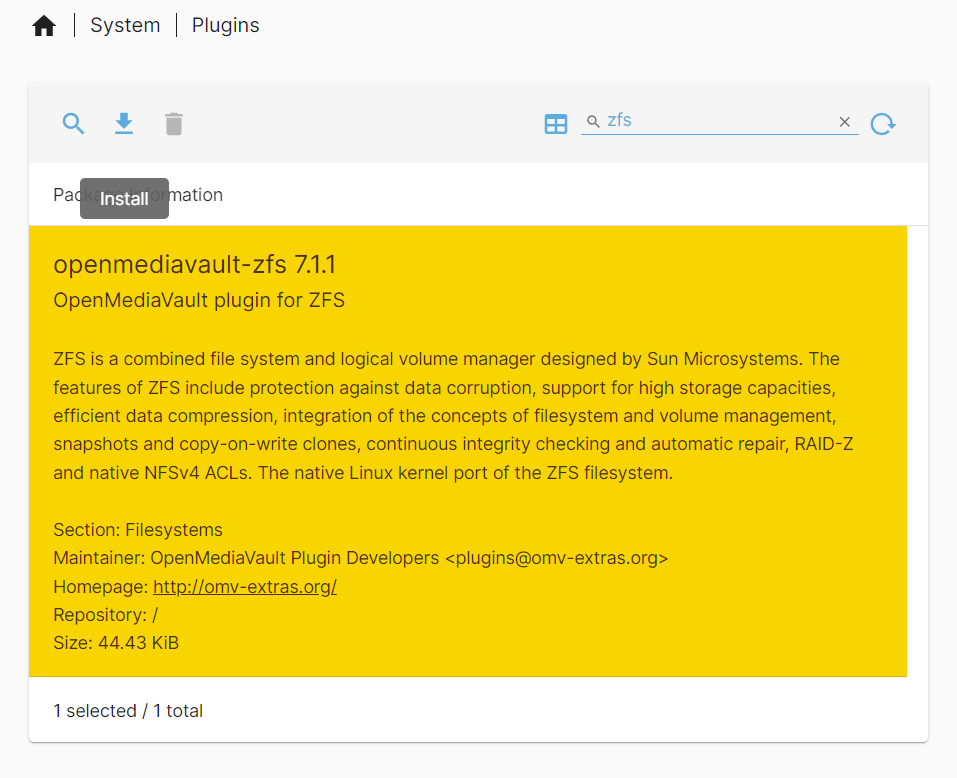 System | Plugins
zfs
Package Information
Install
openmediavault-zfs 7.1.1
OpenMediaVault plugin for ZFS
ZFS is a combined file system and logical volume manager designed by Sun Microsystems. The
features of ZFS include protection against data corruption, support for high storage capacities,
efficient data compression, integration of the concepts of filesystem and volume management,
snapshots and copy-on-write clones, continuous integrity checking and automatic repair, RAID-Z
and native NFSv4 ACLs. The native Linux kernel port of the ZFS filesystem.
Section: Filesystems
Maintainer: OpenMediaVault Plugin Developers <plugins@omv-extras.org>
Homepage: http://omv-extras.org/
Repository: /
Size: 44.43 KiB
1 selected / 1 total